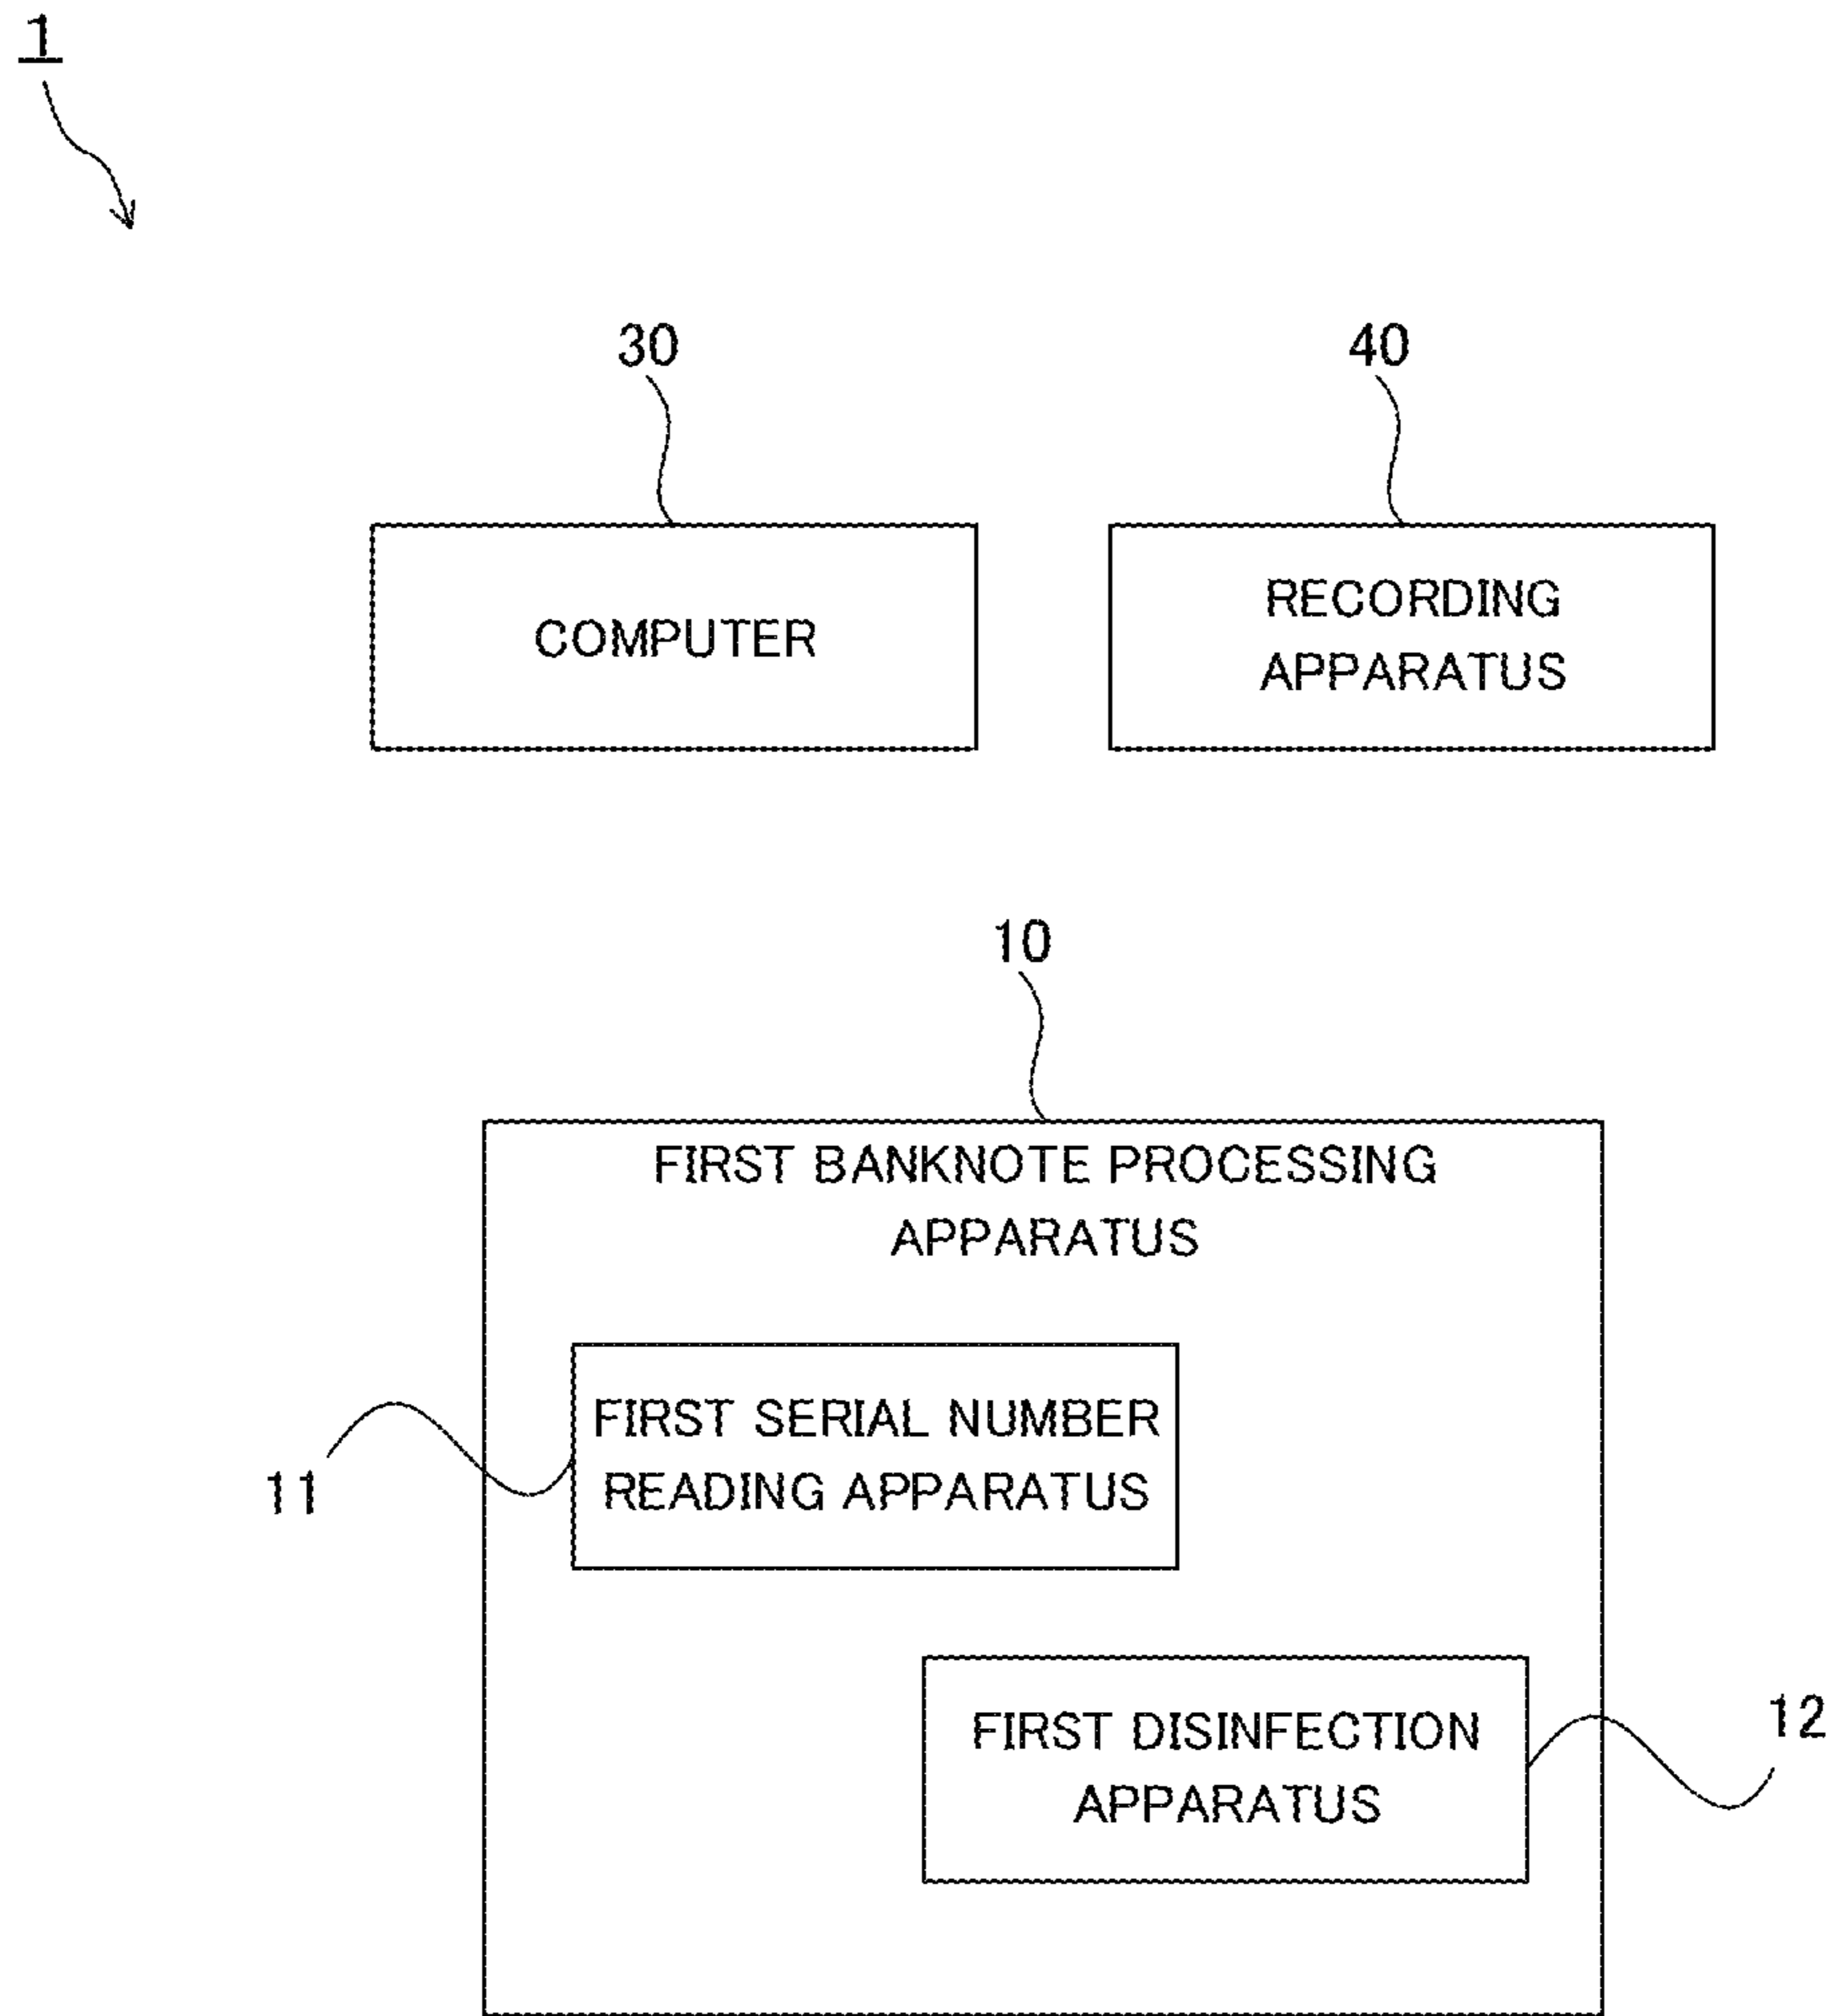 1
30
40
COMPUTER
RECORDING
APPARATUS
10
FIRST BANKNOTE PROCESSING
APPARATUS
FIRST SERIAL NUMBER
READING APPARATUS
11
FIRST DISINFECTION
APPARATUS
12